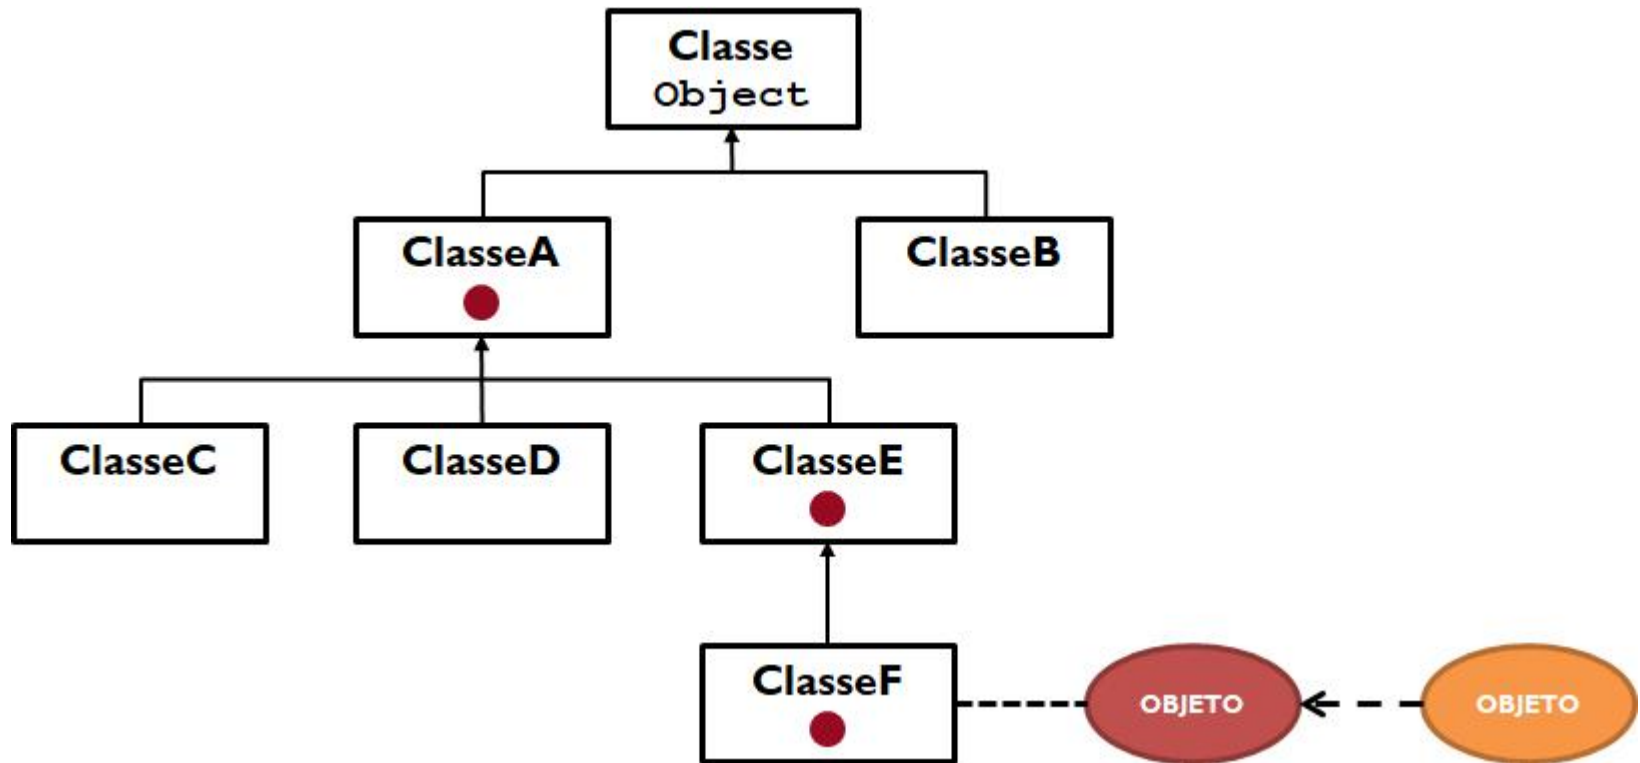 Classe
Object
ClasseA
ClasseB
ClasseC
ClasseD
ClasseE
ClasseF
OBJETO
OBJETO